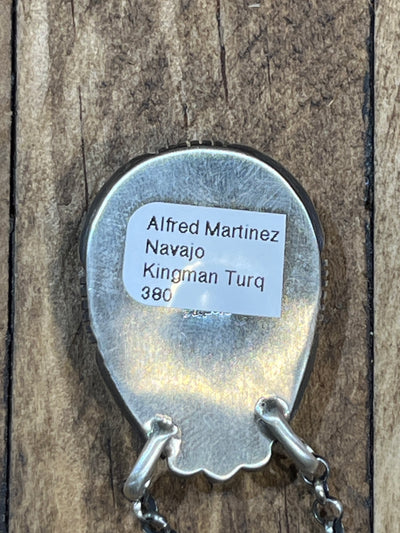 Alfred Martinez
Navajo
Kingman Turq
380